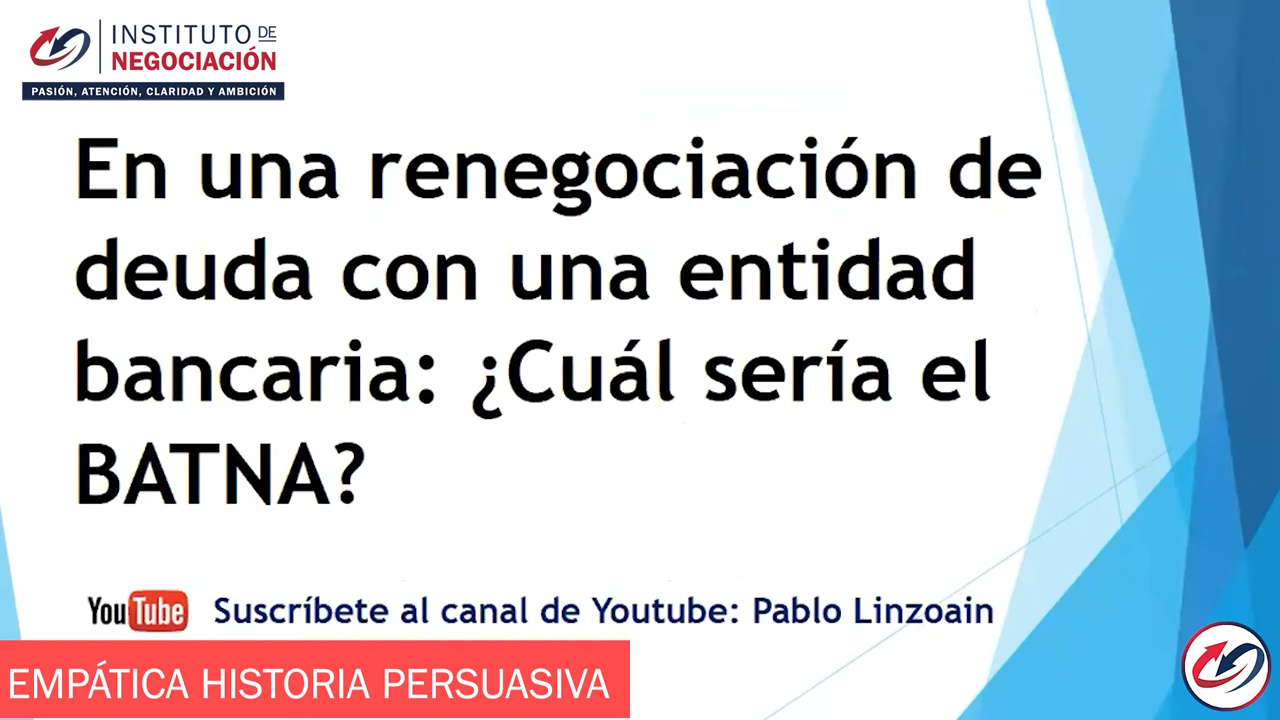 INSTITUTO DE
NEGOCIACIÓN
PASIÓN, ATENCIÓN, CLARIDAD Y AMBICIÓN
En una renegociación de
deuda con una entidad
bancaria: ¿Cuál sería el
BATNA?
YouTube Suscríbete al canal de Youtube: Pablo Linzoain
EMPÁTICA HISTORIA PERSUASIVA